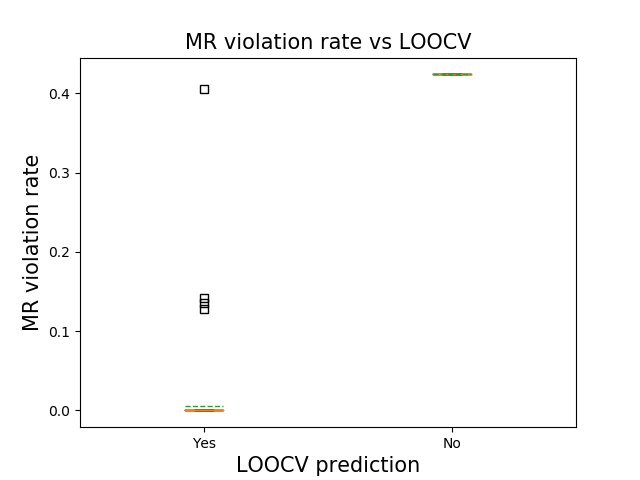 MR violation rate vs LOOCV
MR violation rate
0.4
0.3
0.2
0.1
0.0
Yes
No
LOOCV prediction